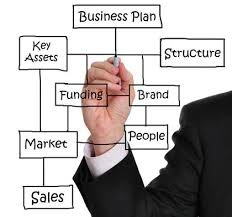 Business Plan
Key
Assets
Structure
Funding
Brand
Market
People
Sales